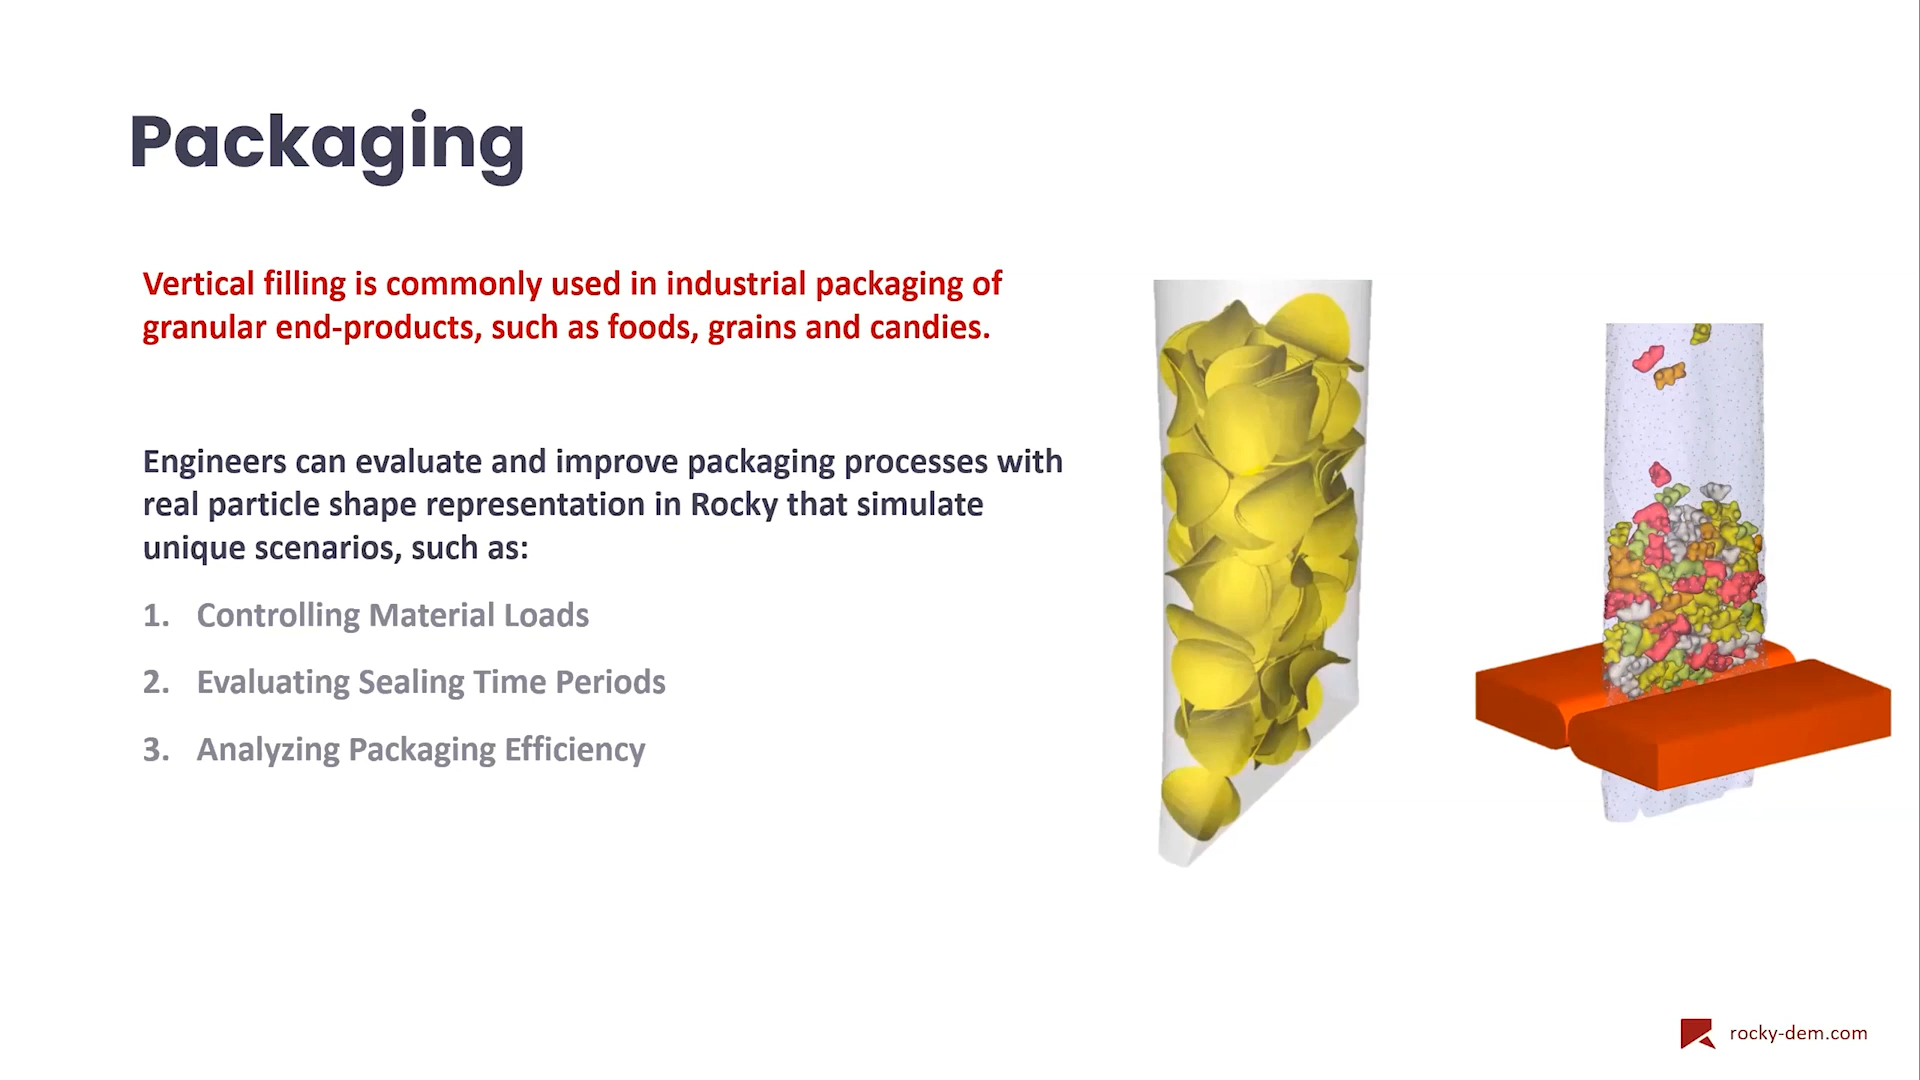 Packaging
Vertical filling is commonly used in industrial packaging of
granular end-products, such as foods, grains and candies.
Engineers can evaluate and improve packaging processes with
real particle shape representation in Rocky that simulate
unique scenarios, such as:
1. Controlling Material Loads
2. Evaluating Sealing Time Periods
3. Analyzing Packaging Efficiency
rocky-dem.com